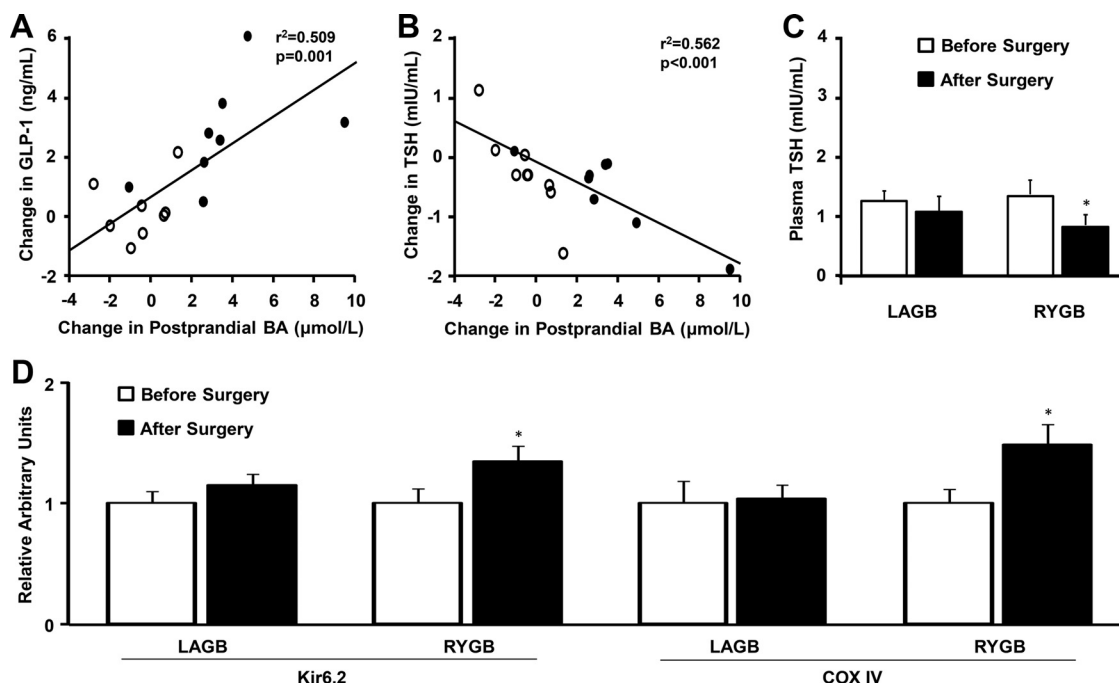 A
r²=0.509
p=0.001
Change in GLP-1 (ng/mL)
6
4
2
0
-2
-4 -2 0 2 4 6 8 10
Change in Postprandial BA (µmol/L)
B
r²=0.562
p<0.001
Change in TSH (mIU/mL)
2
1
0
-1
-2
-4 -2 0 2 4 6 8 10
Change in Postprandial BA (µmol/L)
C
Before Surgery
After Surgery
Plasma TSH (mIU/mL)
4
3
2
1
0
*
LAGB RYGB
D
Before Surgery
After Surgery
Relative Arbitrary Units
2
1
0
* *
LAGB RYGB LAGB RYGB
Kir6.2 COX IV